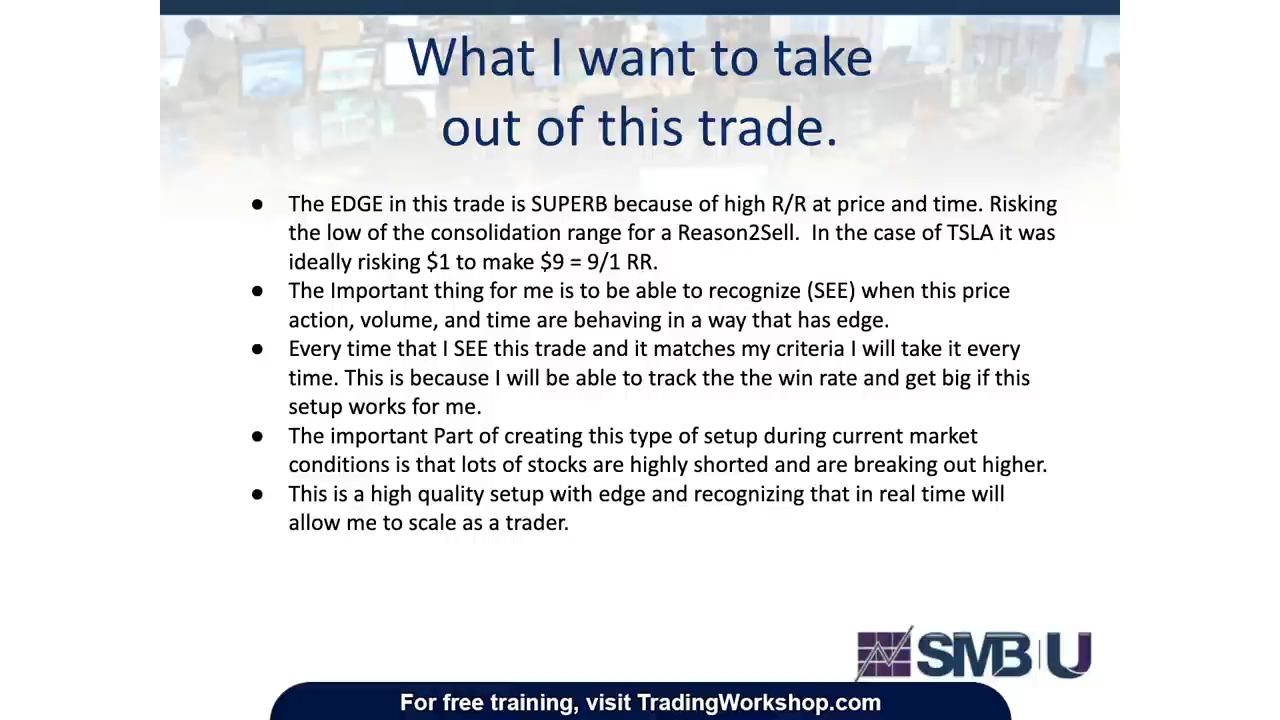 What I want to take
out of this trade.
● The EDGE in this trade is SUPERB because of high R/R at price and time. Risking
the low of the consolidation range for a Reason2Sell.  In the case of TSLA it was
ideally risking $1 to make $9 = 9/1 RR.
● The Important thing for me is to be able to recognize (SEE) when this price
action, volume, and time are behaving in a way that has edge.
● Every time that I SEE this trade and it matches my criteria I will take it every
time. This is because I will be able to track the the win rate and get big if this
setup works for me.
● The important Part of creating this type of setup during current market
conditions is that lots of stocks are highly shorted and are breaking out higher.
● This is a high quality setup with edge and recognizing that in real time will
allow me to scale as a trader.
SMB U
For free training, visit TradingWorkshop.com